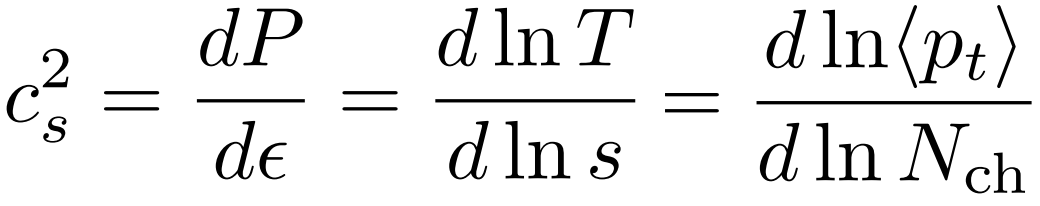 c_s^2 = \frac{dP}{d\epsilon} = \frac{d \ln T}{d \ln s} = \frac{d \ln \langle p_t \rangle}{d \ln N_{\mathrm{ch}}}